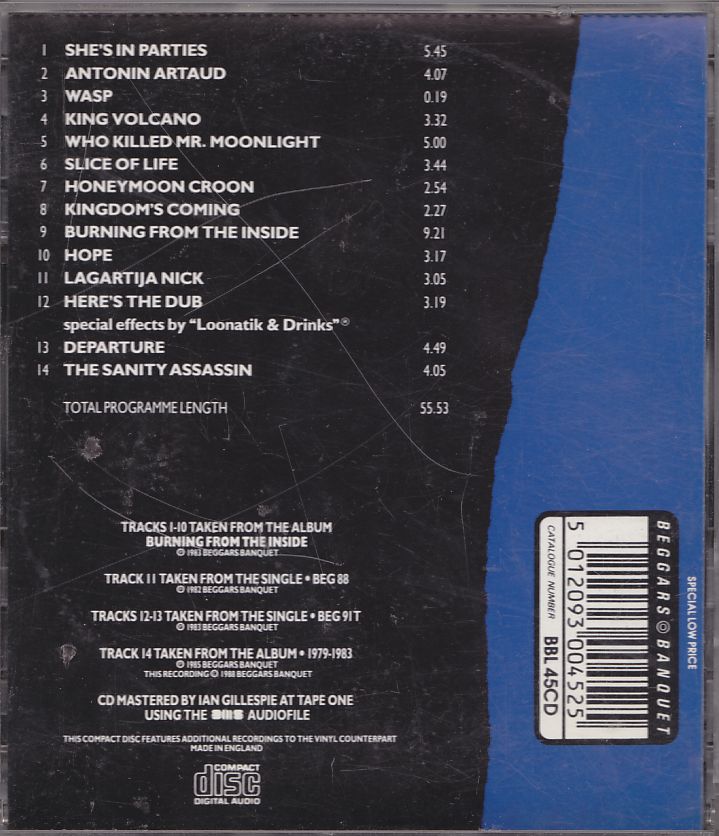 1 SHE'S IN PARTIES 5.45
2 ANTONIN ARTAUD 4.07
3 WASP 0.19
4 KING VOLCANO 3.32
5 WHO KILLED MR. MOONLIGHT 5.00
6 SLICE OF LIFE 3.44
7 HONEYMOON CROON 2.54
8 KINGDOM'S COMING 2.27
9 BURNING FROM THE INSIDE 9.21
10 HOPE 3.17
11 LAGARTIJA NICK 3.05
12 HERE'S THE DUB 3.19
special effects by "Loonatik & Drinks"®
13 DEPARTURE 4.49
14 THE SANITY ASSASSIN 4.05
TOTAL PROGRAMME LENGTH 55.53
TRACKS 1-10 TAKEN FROM THE ALBUM
BURNING FROM THE INSIDE
℗ 1983 BEGGARS BANQUET
TRACK 11 TAKEN FROM THE SINGLE • BEG 88
℗ 1982 BEGGARS BANQUET
TRACKS 12-13 TAKEN FROM THE SINGLE • BEG 91T
℗ 1983 BEGGARS BANQUET
TRACK 14 TAKEN FROM THE ALBUM • 1979-1983
℗ 1985 BEGGARS BANQUET
THIS RECORDING ℗ 1988 BEGGARS BANQUET
CD MASTERED BY IAN GILLESPIE AT TAPE ONE
USING THE ams AUDIOFILE
THIS COMPACT DISC FEATURES ADDITIONAL RECORDINGS TO THE VINYL COUNTERPART
MADE IN ENGLAND
COMPACT
disc
DIGITAL AUDIO
SPECIAL LOW PRICE
BEGGARS BANQUET
5 012093 004525
CATALOGUE NUMBER BBL 45CD